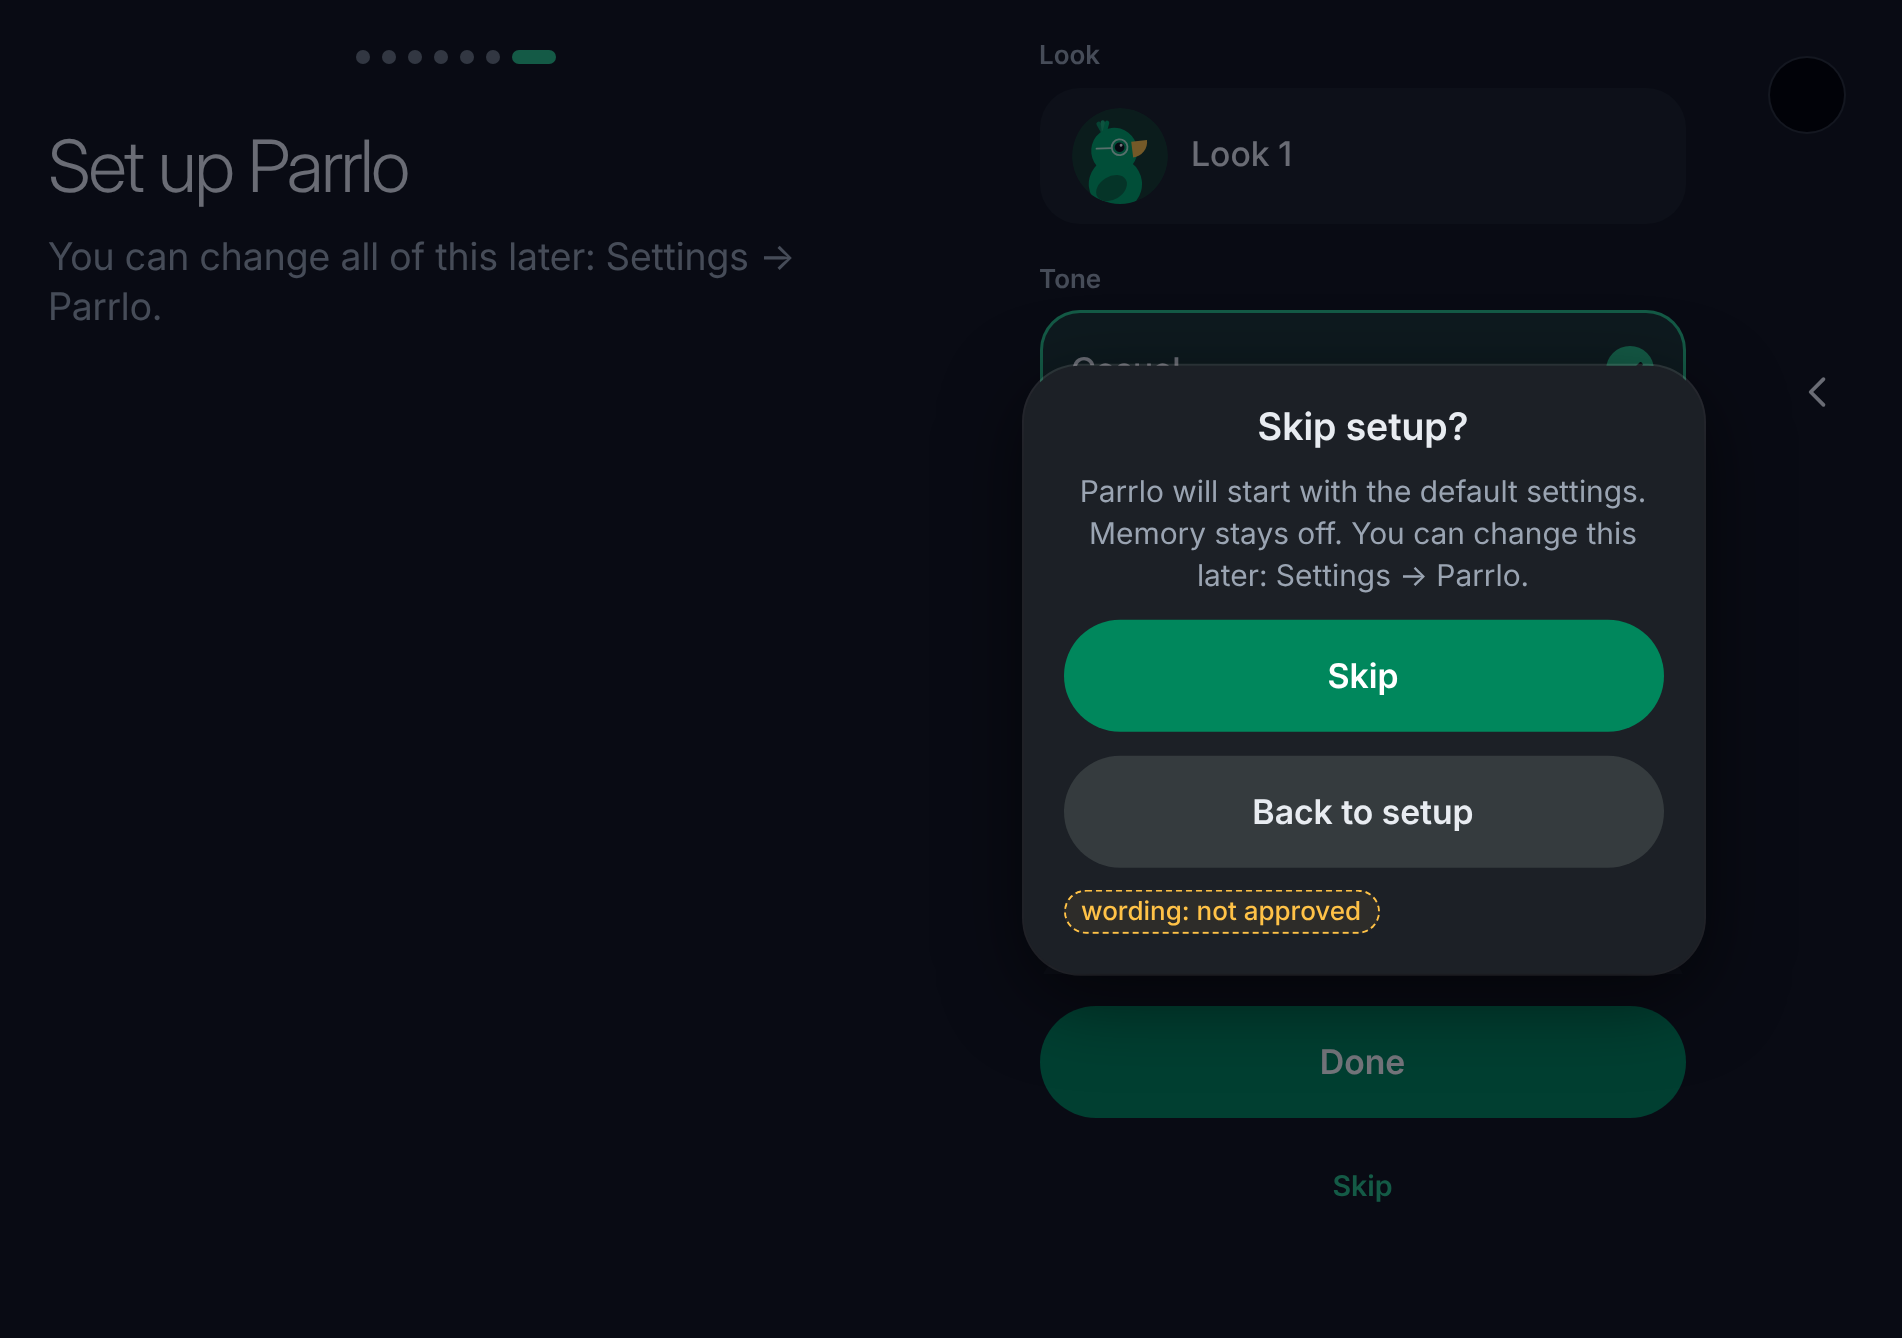 Set up Parrlo
You can change all of this later: Settings →
Parrlo.
Look
Look 1
Tone
Skip setup?
Parrlo will start with the default settings.
Memory stays off. You can change this
later: Settings → Parrlo.
Skip
Back to setup
wording: not approved
Done
Skip